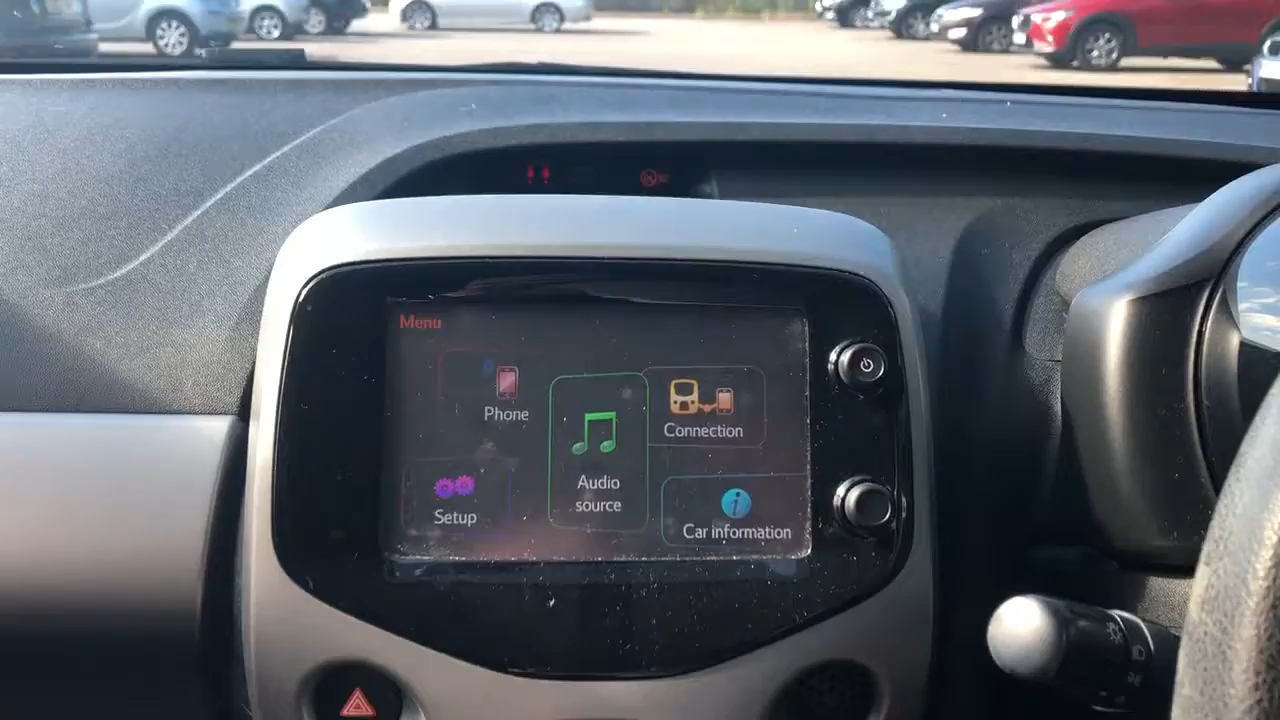 Menu
Phone
Connection
Audio
source
Setup
Car information